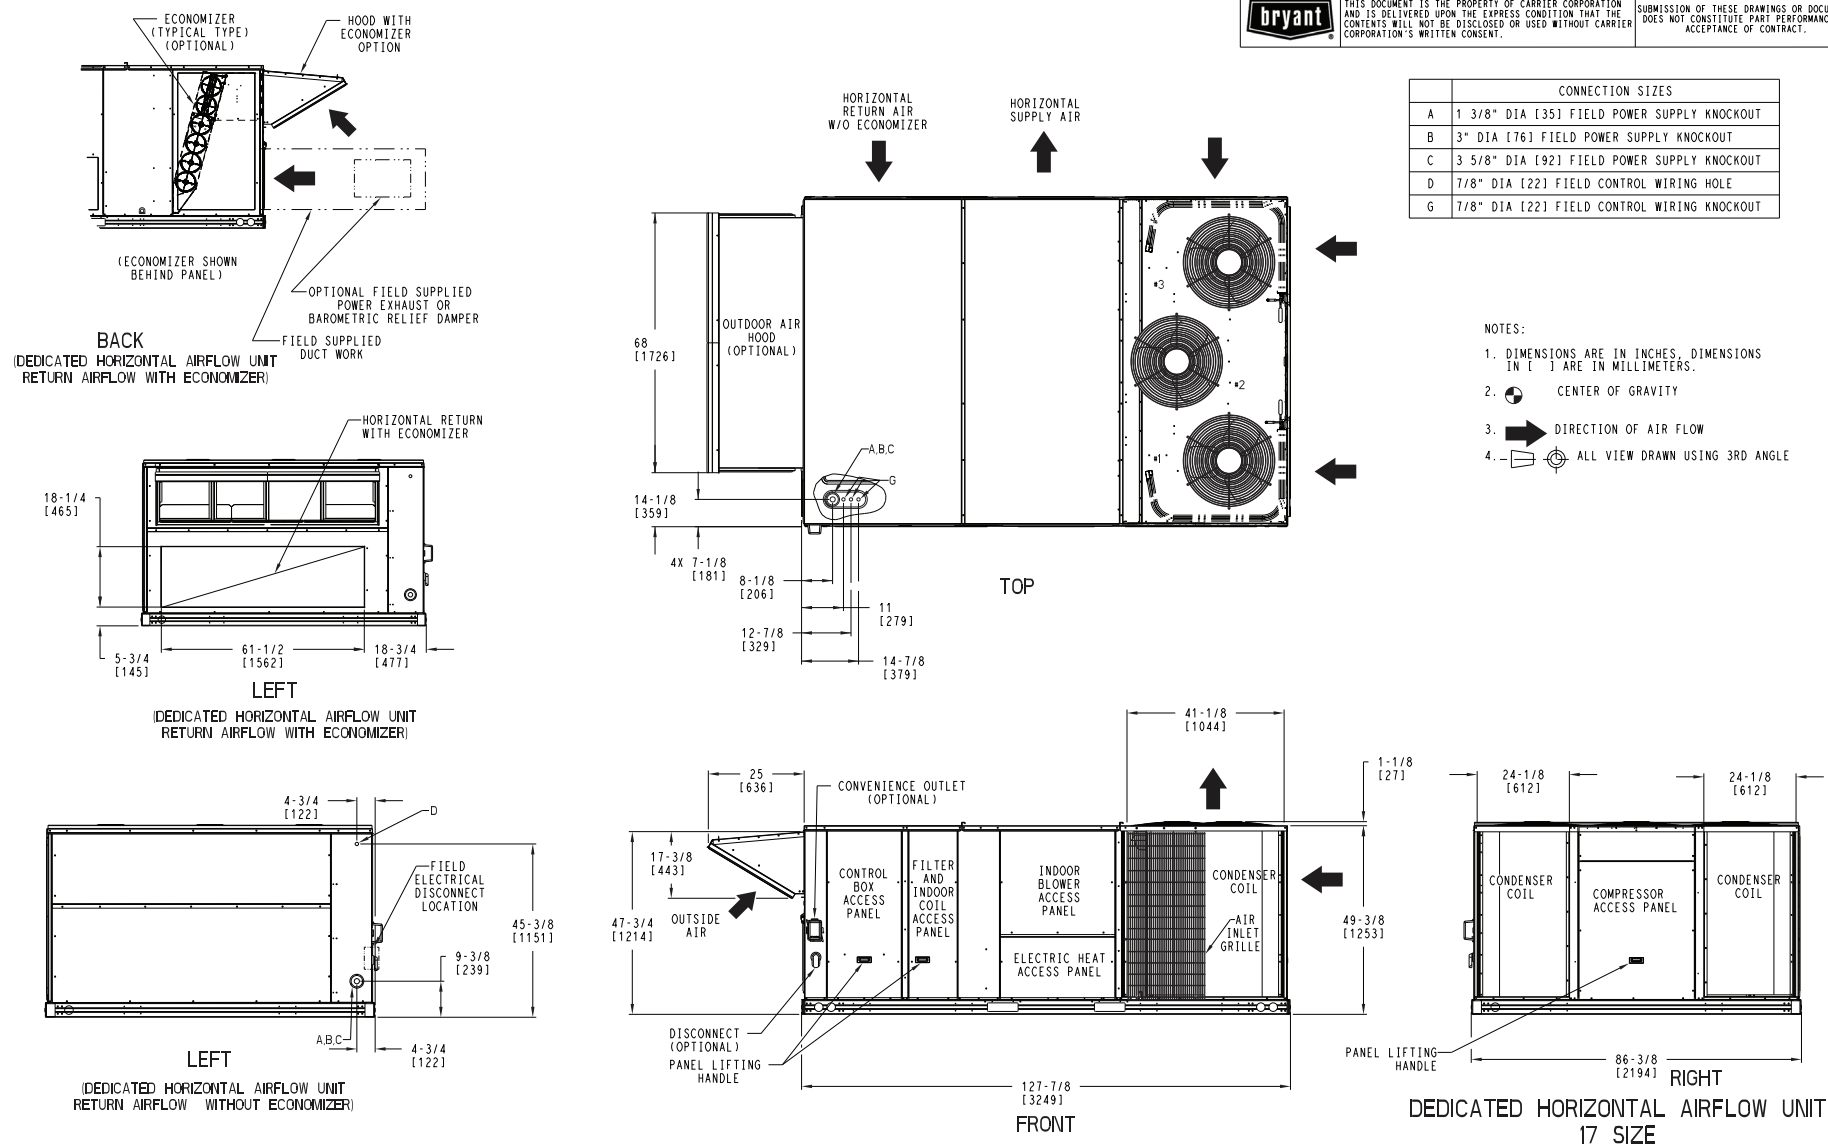 bryant
®
THIS DOCUMENT IS THE PROPERTY OF CARRIER CORPORATION
AND IS DELIVERED UPON THE EXPRESS CONDITION THAT THE
CONTENTS WILL NOT BE DISCLOSED OR USED WITHOUT CARRIER
CORPORATION'S WRITTEN CONSENT.
SUBMISSION OF THESE DRAWINGS OR
DOES NOT CONSTITUTE PART
ACCEPTANCE OF CONTRACT.
ECONOMIZER
(TYPICAL TYPE)
(OPTIONAL)
HOOD WITH
ECONOMIZER
OPTION
(ECONOMIZER SHOWN
BEHIND PANEL)
OPTIONAL FIELD SUPPLIED
POWER EXHAUST OR
BAROMETRIC RELIEF DAMPER
FIELD SUPPLIED
DUCT WORK
BACK
(DEDICATED HORIZONTAL AIRFLOW UNIT
RETURN AIRFLOW WITH ECONOMIZER)
HORIZONTAL
RETURN AIR
W/O ECONOMIZER
HORIZONTAL
SUPPLY AIR
CONNECTION SIZES
A 1 3/8" DIA [35] FIELD POWER SUPPLY KNOCKOUT
B 3" DIA [76] FIELD POWER SUPPLY KNOCKOUT
C 3 5/8" DIA [92] FIELD POWER SUPPLY KNOCKOUT
D 7/8" DIA [22] FIELD CONTROL WIRING HOLE
G 7/8" DIA [22] FIELD CONTROL WIRING KNOCKOUT
68
[1726]
OUTDOOR AIR
HOOD
(OPTIONAL)
3
2
1
A,B,C
G
14-1/8
[359]
4X 7-1/8
[181]
8-1/8
[206]
11
[279]
12-7/8
[329]
14-7/8
[379]
TOP
NOTES:
1. DIMENSIONS ARE IN INCHES, DIMENSIONS
IN [ ] ARE IN MILLIMETERS.
2. CENTER OF GRAVITY
3. DIRECTION OF AIR FLOW
4. ALL VIEW DRAWN USING 3RD ANGLE
HORIZONTAL RETURN
WITH ECONOMIZER
18-1/4
[465]
5-3/4
[145]
61-1/2
[1562]
18-3/4
[477]
LEFT
(DEDICATED HORIZONTAL AIRFLOW UNIT
RETURN AIRFLOW WITH ECONOMIZER)
4-3/4
[122]
D
FIELD
ELECTRICAL
DISCONNECT
LOCATION
45-3/8
[1151]
9-3/8
[239]
A,B,C
4-3/4
[122]
LEFT
(DEDICATED HORIZONTAL AIRFLOW UNIT
RETURN AIRFLOW WITHOUT ECONOMIZER)
25
[636]
CONVENIENCE OUTLET
(OPTIONAL)
41-1/8
[1044]
1-1/8
[27]
17-3/8
[443]
OUTSIDE
AIR
47-3/4
[1214]
CONTROL
BOX
ACCESS
PANEL
FILTER
AND
INDOOR
COIL
ACCESS
PANEL
INDOOR
BLOWER
ACCESS
PANEL
ELECTRIC HEAT
ACCESS PANEL
CONDENSER
COIL
AIR
INLET
GRILLE
49-3/8
[1253]
DISCONNECT
(OPTIONAL)
PANEL LIFTING
HANDLE
127-7/8
[3249]
FRONT
24-1/8
[612]
24-1/8
[612]
CONDENSER
COIL
COMPRESSOR
ACCESS PANEL
CONDENSER
COIL
PANEL LIFTING
HANDLE
86-3/8
[2194]
RIGHT
DEDICATED HORIZONTAL AIRFLOW UNIT
17 SIZE